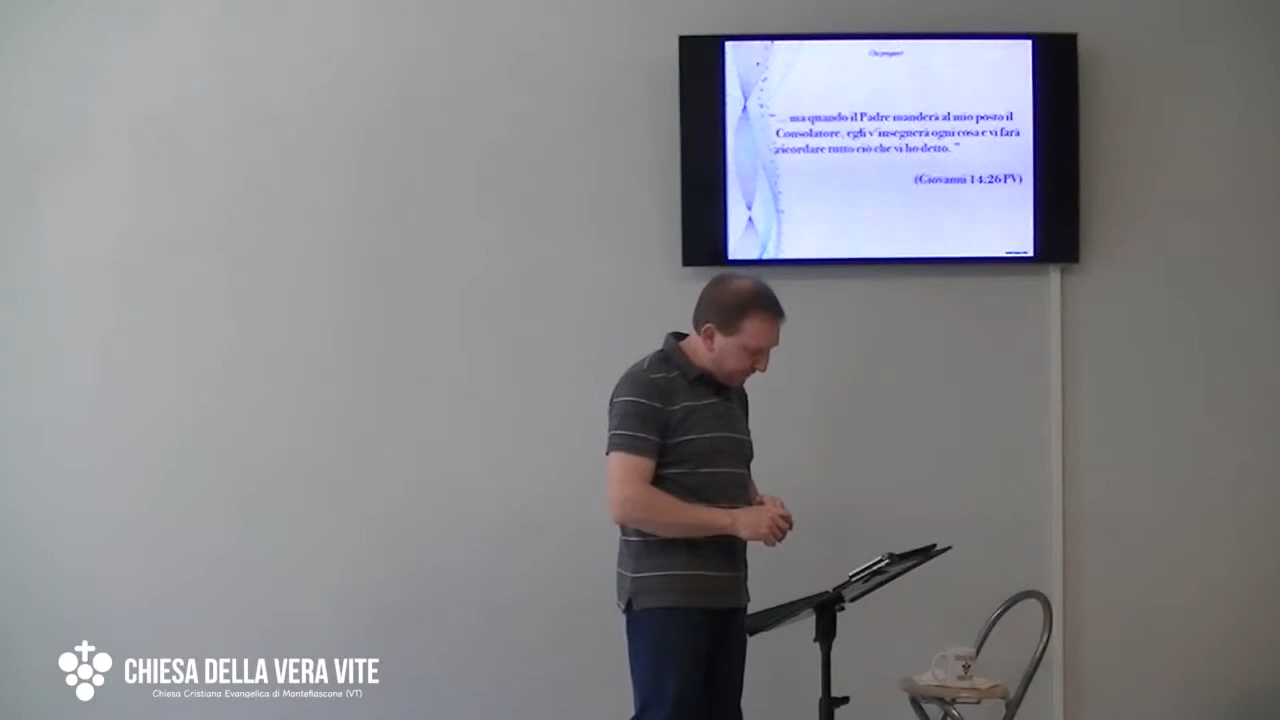 "... ma quando il Padre manderà al mio posto il
Consolatore, egli v'insegnerà ogni cosa e vi farà
ricordare tutto ciò che vi ho detto."
(Giovanni 14:26 PV)
CHIESA DELLA VERA VITE
Chiesa Cristiana Evangelica di Montefiascone (VT)